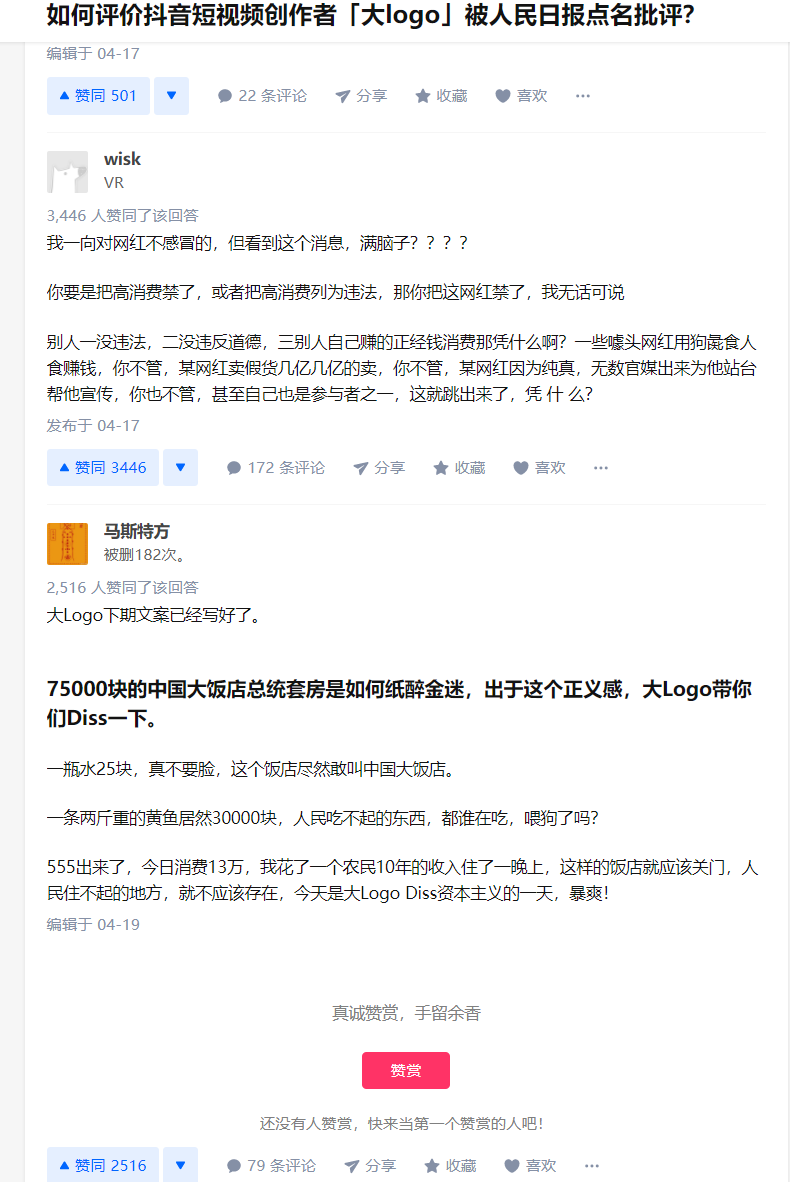 如何评价抖音短视频创作者「大logo」被人民日报点名批评？
编辑于 04-17
赞同 501
22 条评论
分享
收藏
喜欢
wisk
VR
3,446 人赞同了该回答
我一向对网红不感冒的，但看到这个消息，满脑子？？？？
你要是把高消费禁了，或者把高消费列为违法，那你把这网红禁了，我无话可说
别人一没违法，二没违反道德，三别人自己赚的正经钱消费那凭什么啊？一些噱头网红用狗彘食人
食赚钱，你不管，某网红卖假货几亿几亿的卖，你不管，某网红因为纯真，无数官媒出来为他站台
帮他宣传，你也不管，甚至自己也是参与者之一，这就跳出来了，凭 什 么？
发布于 04-17
赞同 3446
172 条评论
分享
收藏
喜欢
马斯特方
被删182次。
2,516 人赞同了该回答
大Logo下期文案已经写好了。
75000块的中国大饭店总统套房是如何纸醉金迷，出于这个正义感，大Logo带你
们Diss一下。
一瓶水25块，真不要脸，这个饭店尽然敢叫中国大饭店。
一条两斤重的黄鱼居然30000块，人民吃不起的东西，都谁在吃，喂狗了吗？
555出来了，今日消费13万，我花了一个农民10年的收入住了一晚上，这样的饭店就应该关门，人
民住不起的地方，就不应该存在，今天是大Logo Diss资本主义的一天，暴爽！
编辑于 04-19
真诚赞赏，手留余香
赞赏
还没有人赞赏，快来当第一个赞赏的人吧！
赞同 2516
79 条评论
分享
收藏
喜欢